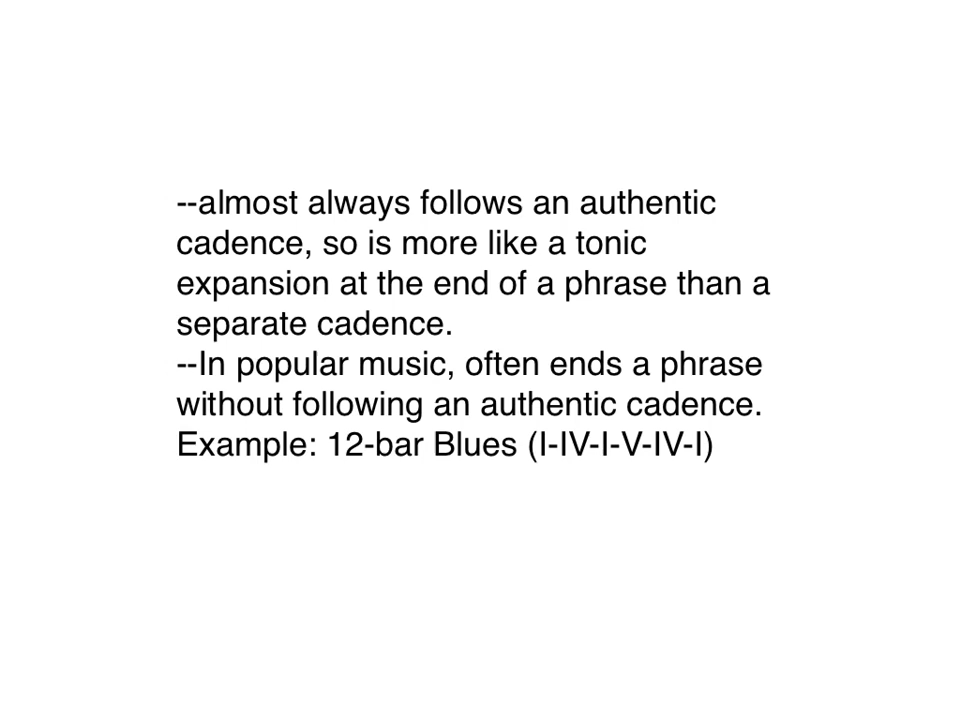 --almost always follows an authentic
cadence, so is more like a tonic
expansion at the end of a phrase than a
separate cadence.
--In popular music, often ends a phrase
without following an authentic cadence.
Example: 12-bar Blues (I-IV-I-V-IV-I)